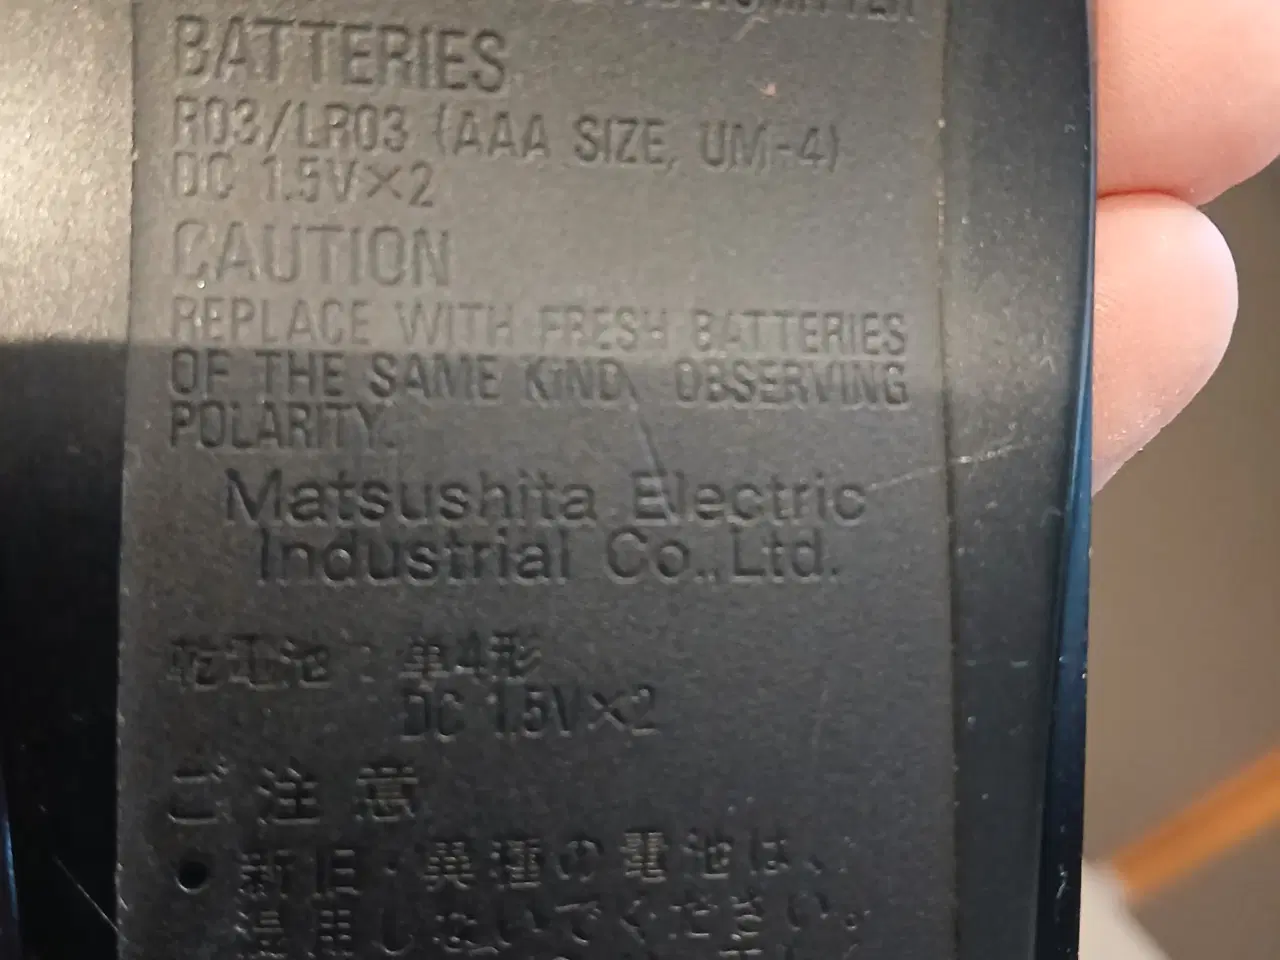 BATTERIES
R03/LR03 (AAA SIZE, UM-4)
DC 1.5V×2
CAUTION
REPLACE WITH FRESH BATTERIES
OF THE SAME KIND, OBSERVING
POLARITY.
Matsushita Electric
Industrial Co.,Ltd.
乾電池:単4形
DC 1.5V×2
ご注意
●新旧・異種の電池は、
混用しないでください。